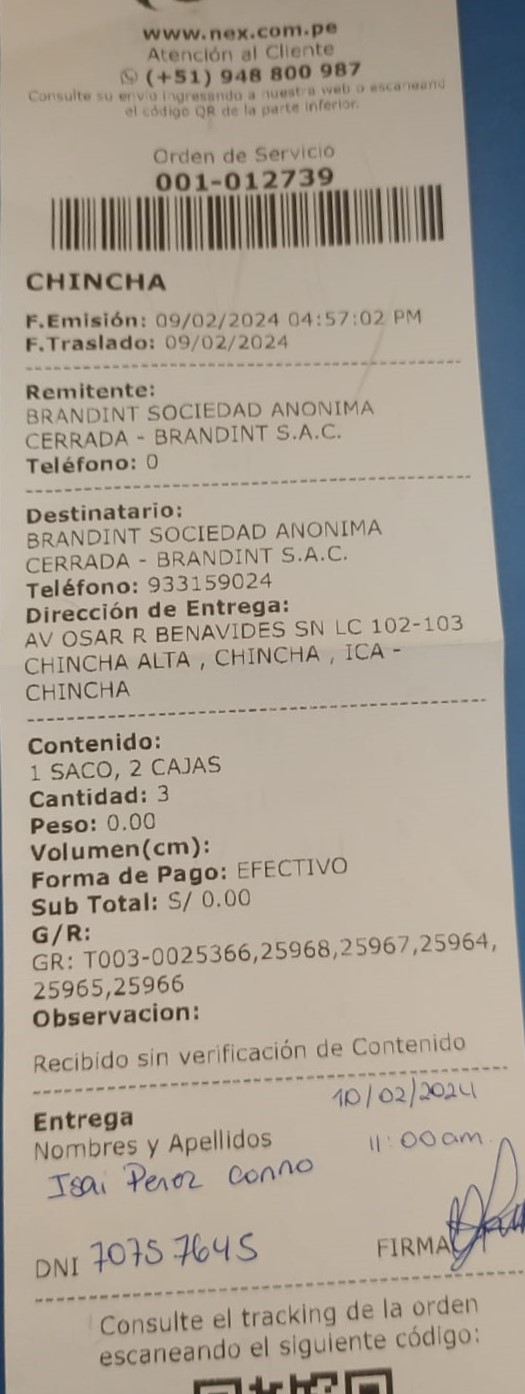 www.nex.com.pe
Atención al Cliente
(+51) 948 800 987
Consulte su envío ingresando a nuestra web o escaneand
el código QR de la parte inferior.
Orden de Servicio
001-012739
CHINCHA
F.Emisión: 09/02/2024 04:57:02 PM
F.Traslado: 09/02/2024
Remitente:
BRANDINT SOCIEDAD ANONIMA
CERRADA - BRANDINT S.A.C.
Teléfono: 0
Destinatario:
BRANDINT SOCIEDAD ANONIMA
CERRADA - BRANDINT S.A.C.
Teléfono: 933159024
Dirección de Entrega:
AV OSAR R BENAVIDES SN LC 102-103
CHINCHA ALTA , CHINCHA , ICA -
CHINCHA
Contenido:
1 SACO, 2 CAJAS
Cantidad: 3
Peso: 0.00
Volumen(cm):
Forma de Pago: EFECTIVO
Sub Total: S/ 0.00
G/R:
GR: T003-0025366,25968,25967,25964,
25965,25966
Observacion:
Recibido sin verificación de Contenido
10/02/2024
Entrega
Nombres y Apellidos 11:00am.
Isai Perez
DNI 70757645 FIRMA
Consulte el tracking de la orden
escaneando el siguiente código: